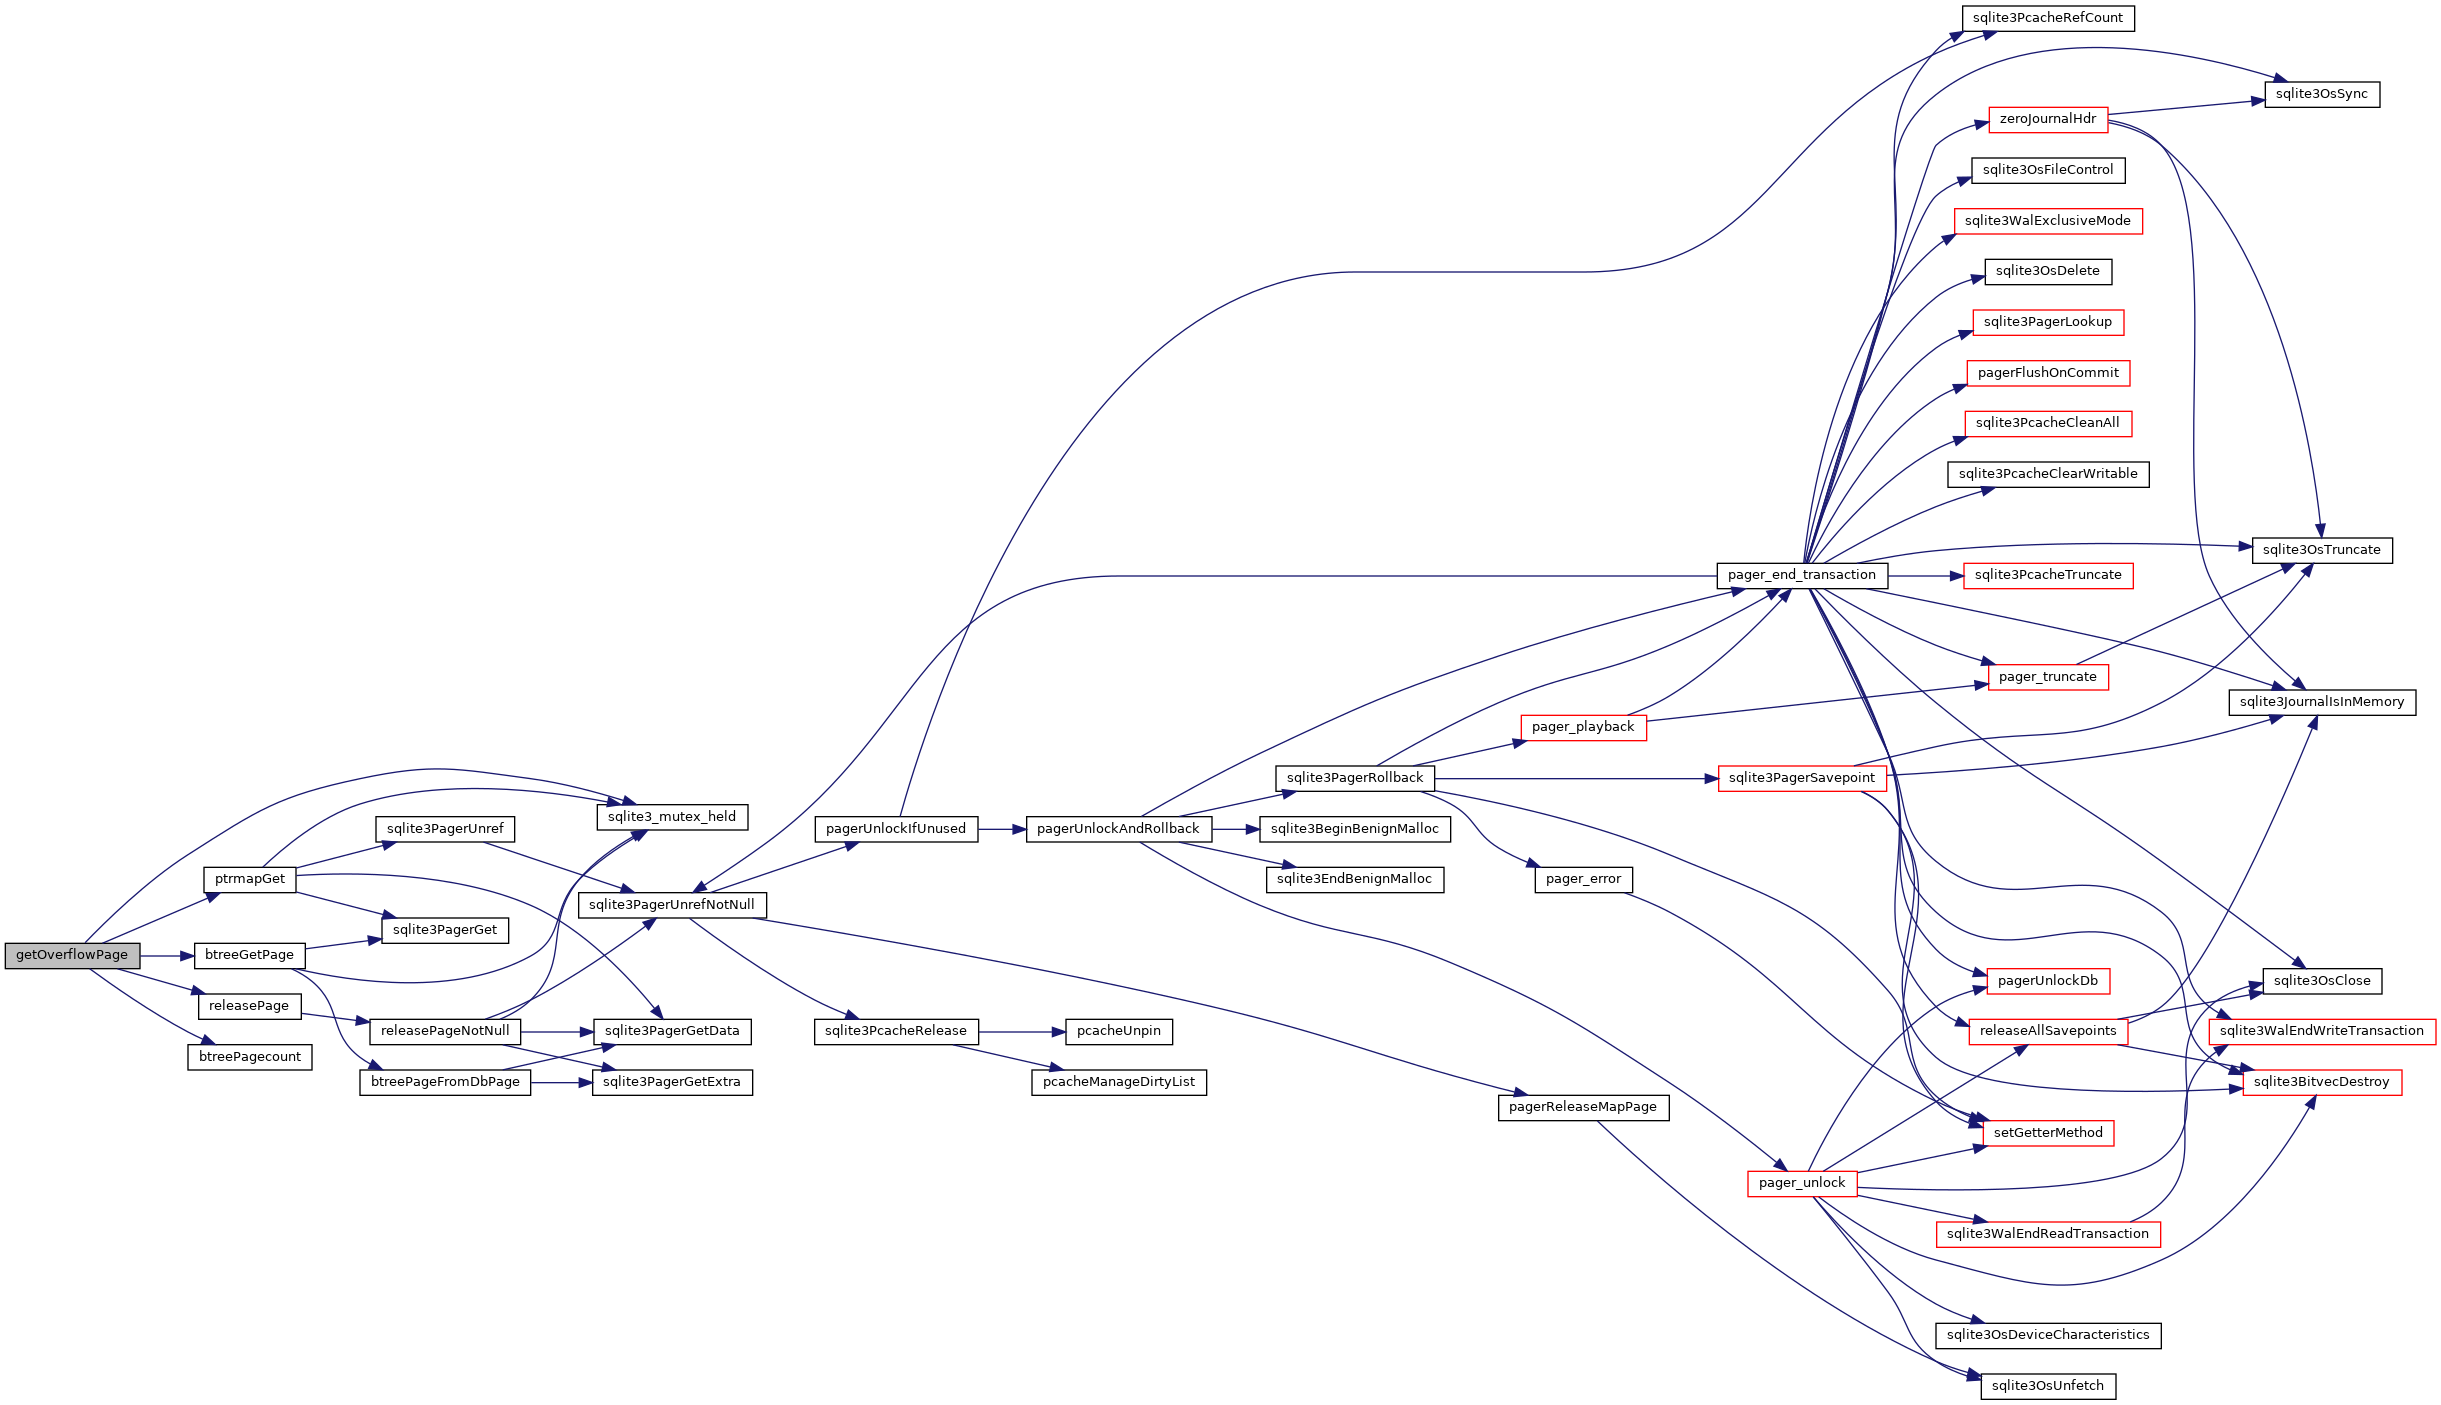 sqlite3PcacheRefCount
sqlite3OsSync
zeroJournalHdr
sqlite3OsFileControl
sqlite3WalExclusiveMode
sqlite3OsDelete
sqlite3PagerLookup
pagerFlushOnCommit
sqlite3PcacheCleanAll
sqlite3PcacheClearWritable
sqlite3OsTruncate
pager_end_transaction
sqlite3PcacheTruncate
pager_truncate
sqlite3JournalIsInMemory
pager_playback
sqlite3PagerRollback
sqlite3PagerSavepoint
sqlite3_mutex_held
sqlite3PagerUnref
pagerUnlockIfUnused
pagerUnlockAndRollback
sqlite3BeginBenignMalloc
ptrmapGet
sqlite3EndBenignMalloc
pager_error
sqlite3PagerUnrefNotNull
sqlite3PagerGet
getOverflowPage
btreeGetPage
pagerUnlockDb
sqlite3OsClose
releasePage
releasePageNotNull
sqlite3PagerGetData
sqlite3PcacheRelease
pcacheUnpin
releaseAllSavepoints
sqlite3WalEndWriteTransaction
btreePagecount
btreePageFromDbPage
sqlite3PagerGetExtra
pcacheManageDirtyList
sqlite3BitvecDestroy
pagerReleaseMapPage
setGetterMethod
pager_unlock
sqlite3WalEndReadTransaction
sqlite3OsDeviceCharacteristics
sqlite3OsUnfetch